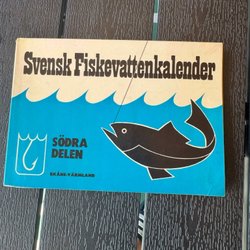 Svensk Fiskevattenkalender
SÖDRA
DELEN
SKÅNE-VÄRMLAND